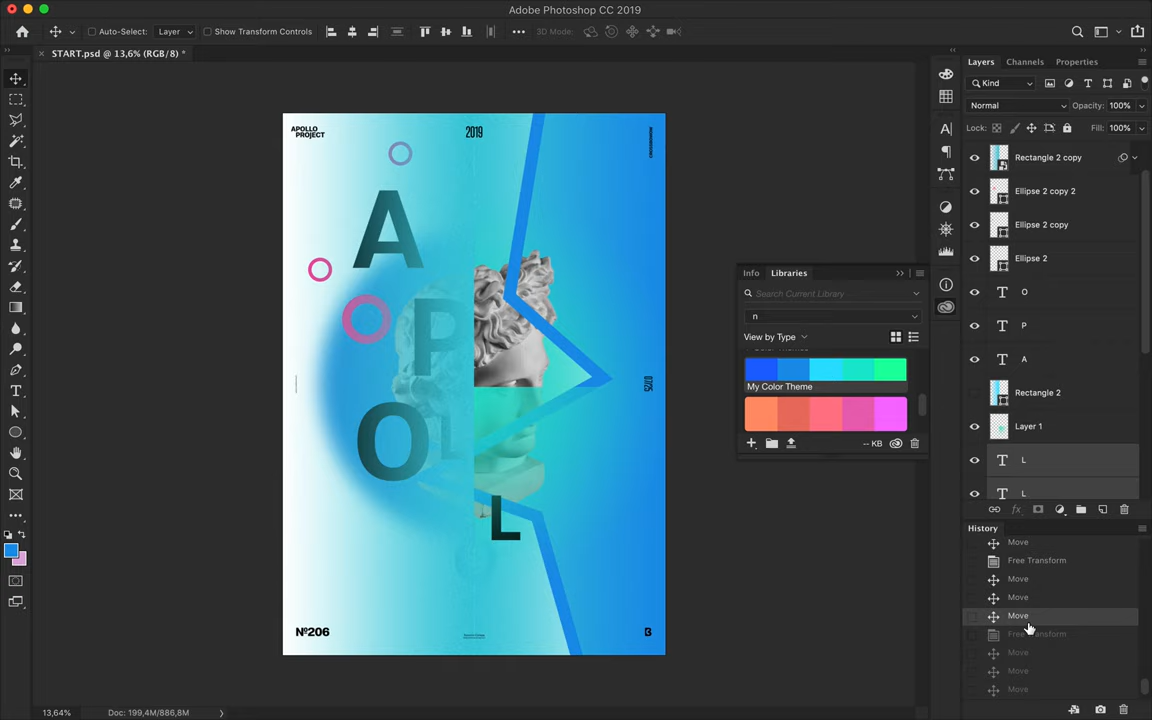 Adobe Photoshop CC 2019
Auto-Select:
Layer
Show Transform Controls
3D Mode:
START.psd @ 13,6% (RGB/8) *
APOLLO
PROJECT
2019
A
P
O
L
L
07/05
Nº206
B
Info
Libraries
Search Current Library
n
View by Type
My Color Theme
-- KB
Layers
Channels
Properties
Kind
Normal
Opacity:
100%
Lock:
Fill:
100%
Rectangle 2 copy
Ellipse 2 copy 2
Ellipse 2 copy
Ellipse 2
O
P
A
Rectangle 2
Layer 1
L
L
fx
History
Move
Free Transform
Move
Move
Move
Free Transform
Move
Move
Move
13,64%
Doc: 199,4M/886,8M